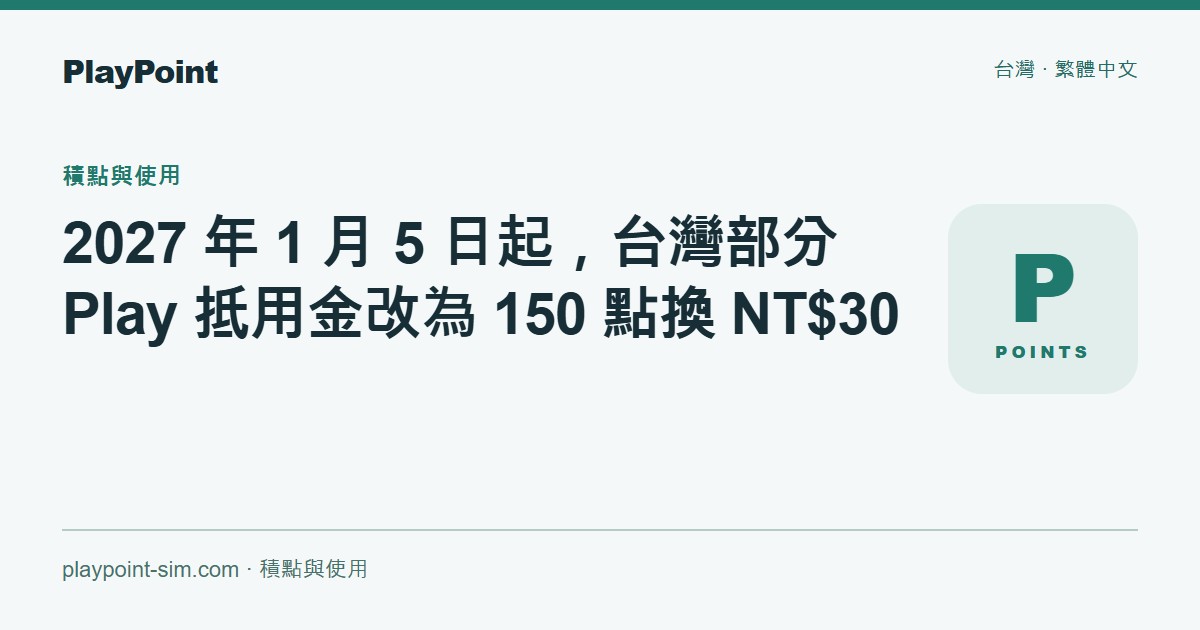 PlayPoint
台灣 · 繁體中文
積點與使用
2027 年 1 月 5 日起，台灣部分
Play 抵用金改為 150 點換 NT$30
P
POINTS
playpoint-sim.com · 積點與使用